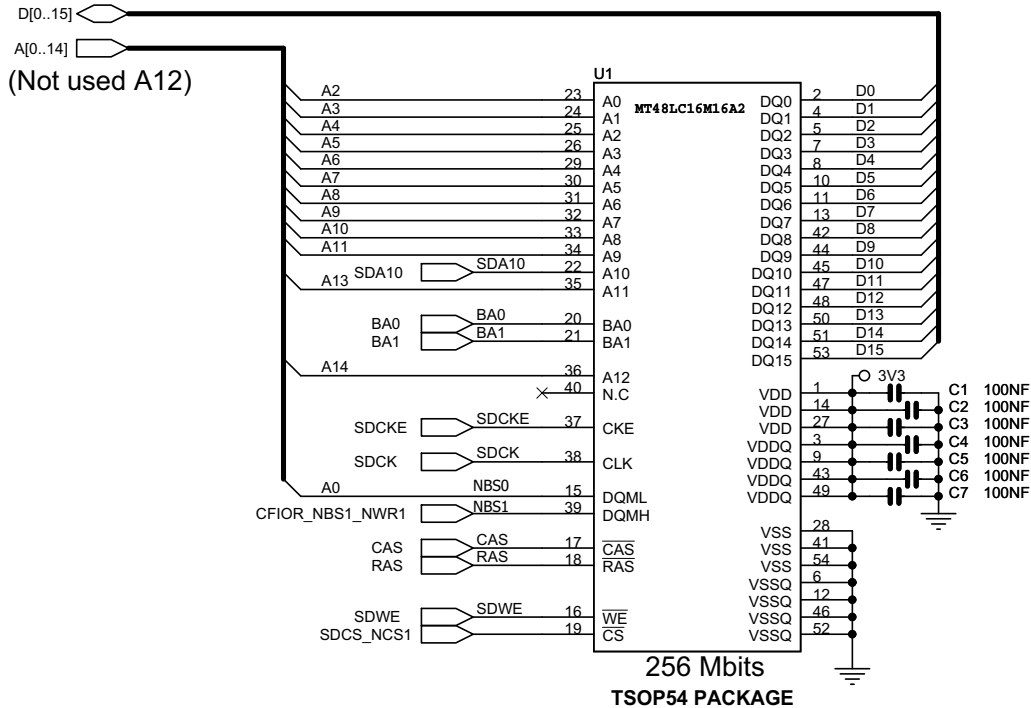 D[0..15]
A[0..14]
(Not used A12)
U1
MT48LC16M16A2
A2 23 A0 DQ0 2 D0
A3 24 A1 DQ1 4 D1
A4 25 A2 DQ2 5 D2
A5 26 A3 DQ3 7 D3
A6 29 A4 DQ4 8 D4
A7 30 A5 DQ5 10 D5
A8 31 A6 DQ6 11 D6
A9 32 A7 DQ7 13 D7
A10 33 A8 DQ8 42 D8
A11 34 A9 DQ9 44 D9
SDA10 SDA10 22 A10 DQ10 45 D10
A13 35 A11 DQ11 47 D11
DQ12 48 D12
BA0 BA0 20 BA0 DQ13 50 D13
BA1 BA1 21 BA1 DQ14 51 D14
DQ15 53 D15
A14 36 A12
3V3
40 N.C VDD 1 C1 100NF
VDD 14 C2 100NF
SDCKE SDCKE 37 CKE VDD 27 C3 100NF
VDDQ 3 C4 100NF
SDCK SDCK 38 CLK VDDQ 9 C5 100NF
VDDQ 43 C6 100NF
A0 NBS0 15 DQML VDDQ 49 C7 100NF
CFIOR_NBS1_NWR1 NBS1 39 DQMH
VSS 28
CAS CAS 17 CAS VSS 41
RAS RAS 18 RAS VSS 54
VSSQ 6
VSSQ 12
SDWE SDWE 16 WE VSSQ 46
SDCS_NCS1 19 CS VSSQ 52
256 Mbits
TSOP54 PACKAGE